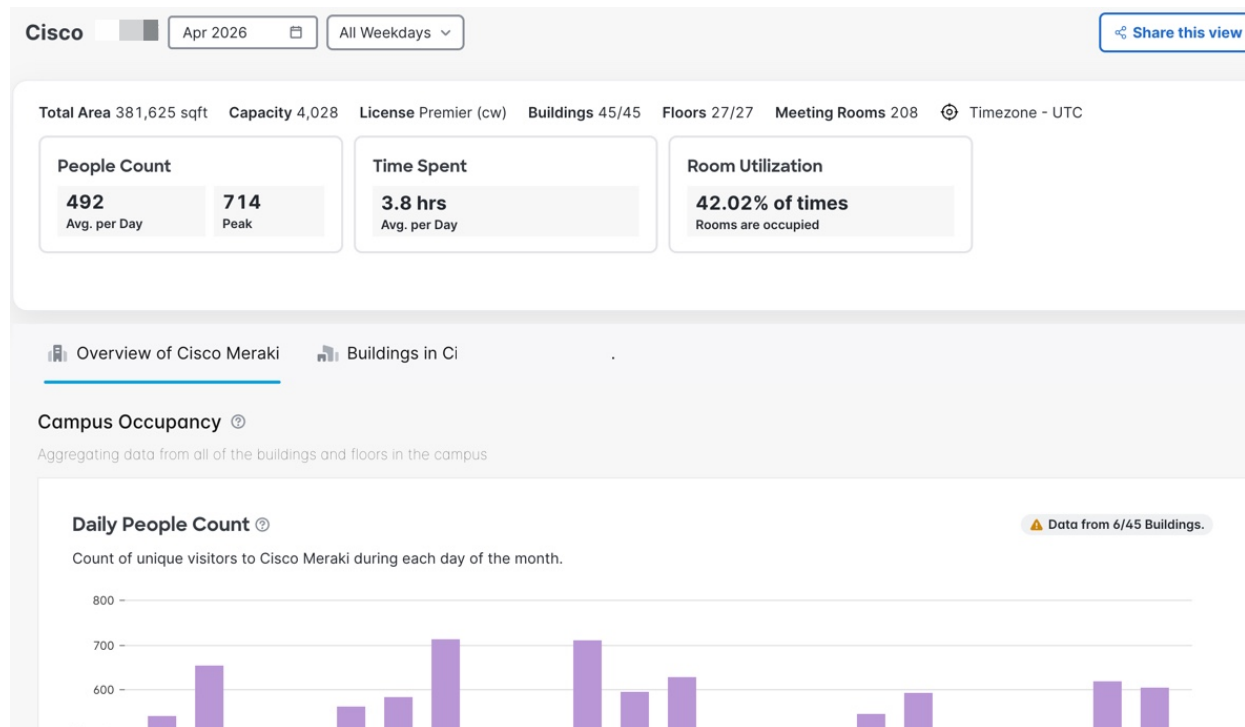 Cisco
Apr 2026
All Weekdays
Share this view
Total Area 381,625 sqft Capacity 4,028 License Premier (cw) Buildings 45/45 Floors 27/27 Meeting Rooms 208 Timezone - UTC
People Count
492
Avg. per Day
714
Peak
Time Spent
3.8 hrs
Avg. per Day
Room Utilization
42.02% of times
Rooms are occupied
Overview of Cisco Meraki
Buildings in Ci
.
Campus Occupancy
Aggregating data from all of the buildings and floors in the campus
Daily People Count
Data from 6/45 Buildings.
Count of unique visitors to Cisco Meraki during each day of the month.
800
700
600